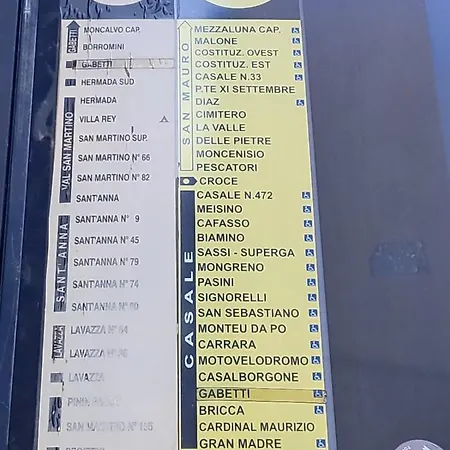 GABETTI
MONCALVO CAP.
BORROMINI
GABETTI
HERMADA SUD
VAL SAN MARTINO
HERMADA
VILLA REY
SAN MARTINO SUP.
SAN MARTINO N° 66
SAN MARTINO N° 82
SANT'ANNA
SANT'ANNA
SANT'ANNA N° 9
SANT'ANNA N° 45
SANT'ANNA N° 79
SANT'ANNA N° 74
SANT'ANNA N° 90
LAVAZZA
LAVAZZA N° 64
LAVAZZA N°
LAVAZZA
SAN MARTINO N°
SAN MAURO
MEZZALUNA CAP.
MALONE
COSTITUZ. OVEST
COSTITUZ. EST
CASALE N.33
P.TE XI SETTEMBRE
DIAZ
CIMITERO
LA VALLE
DELLE PIETRE
MONCENISIO
PESCATORI
CROCE
CASALE
CASALE N.472
MEISINO
CAFASSO
BIAMINO
SASSI - SUPERGA
MONGRENO
PASINI
SIGNORELLI
SAN SEBASTIANO
MONTEU DA PO
CARRARA
MOTOVELODROMO
CASALBORGONE
GABETTI
BRICCA
CARDINAL MAURIZIO
GRAN MADRE